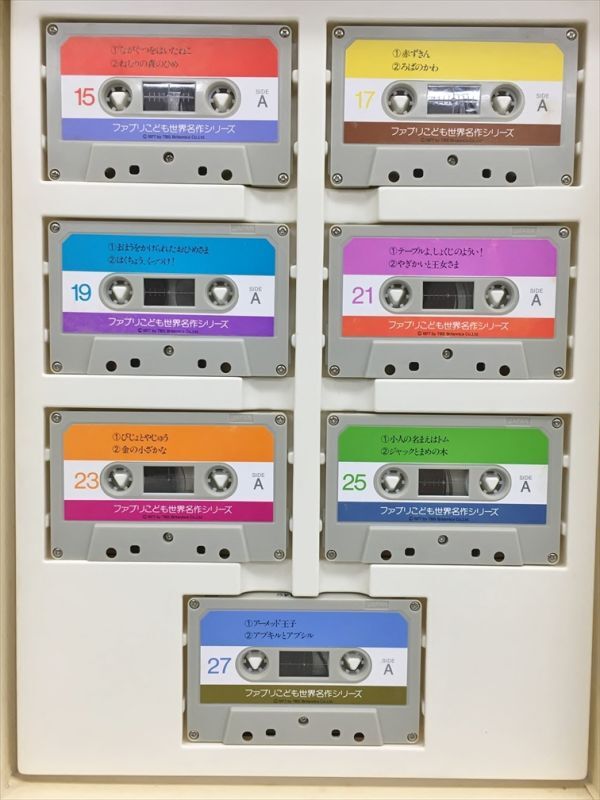 ①ながぐつをはいたねこ
②ねむりの森のひめ
15
SIDE
A
ファブリこども世界名作シリーズ
①赤ずきん
②ろばのかわ
17
SIDE
A
ファブリこども世界名作シリーズ
①まほうをかけられたおひめさま
②はくちょう、くっつけ!
19
SIDE
A
ファブリこども世界名作シリーズ
①テーブルよ、しょくじのようい!
②やぎかいと王女さま
21
SIDE
A
ファブリこども世界名作シリーズ
①びじょとやじゅう
②金の小ざかな
23
SIDE
A
ファブリこども世界名作シリーズ
①小人の名まえはトム
②ジャックとまめの木
25
SIDE
A
ファブリこども世界名作シリーズ
①アーメッド王子
②アブキルとアブシル
27
SIDE
A
ファブリこども世界名作シリーズ